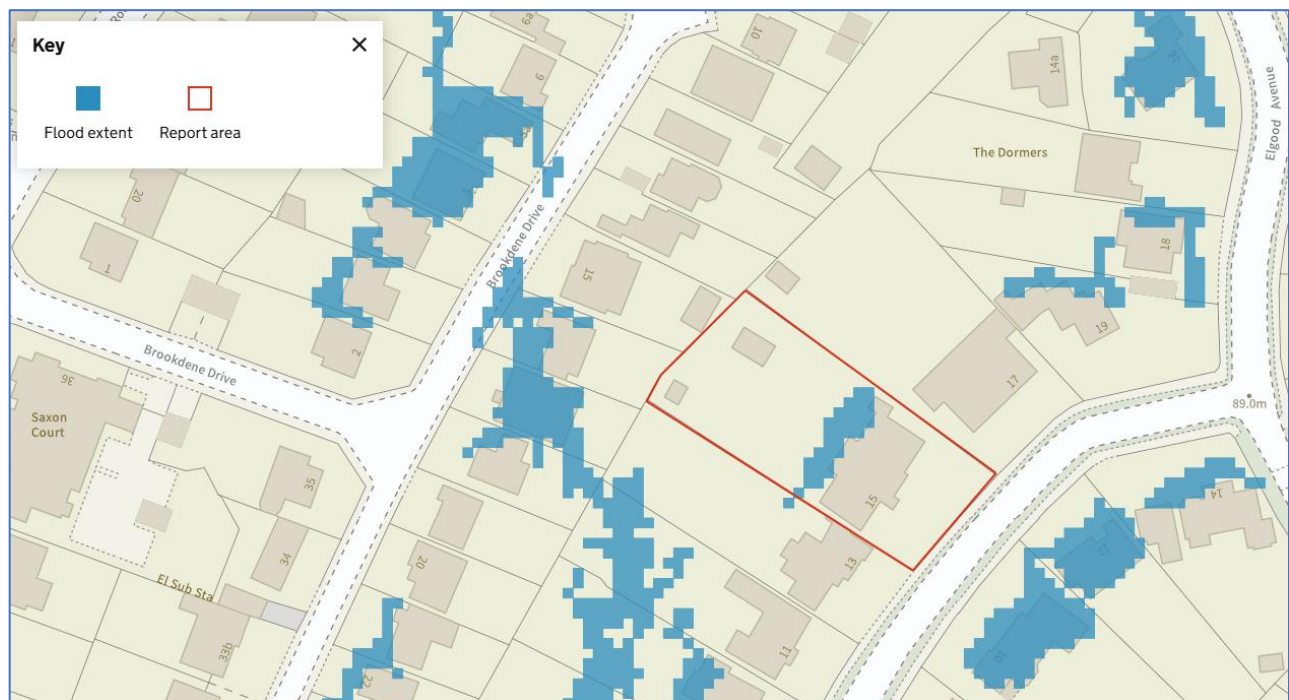 Key
Flood extent
Report area
6a
9
10
14a
The Dormers
Elgood Avenue
20
1
Brookdene Drive
15
18
19
2
Brookdene Drive
36
Saxon
Court
17
89.0m
35
15
14
34
20
13
12
El Sub Sta
33b
11
10
22